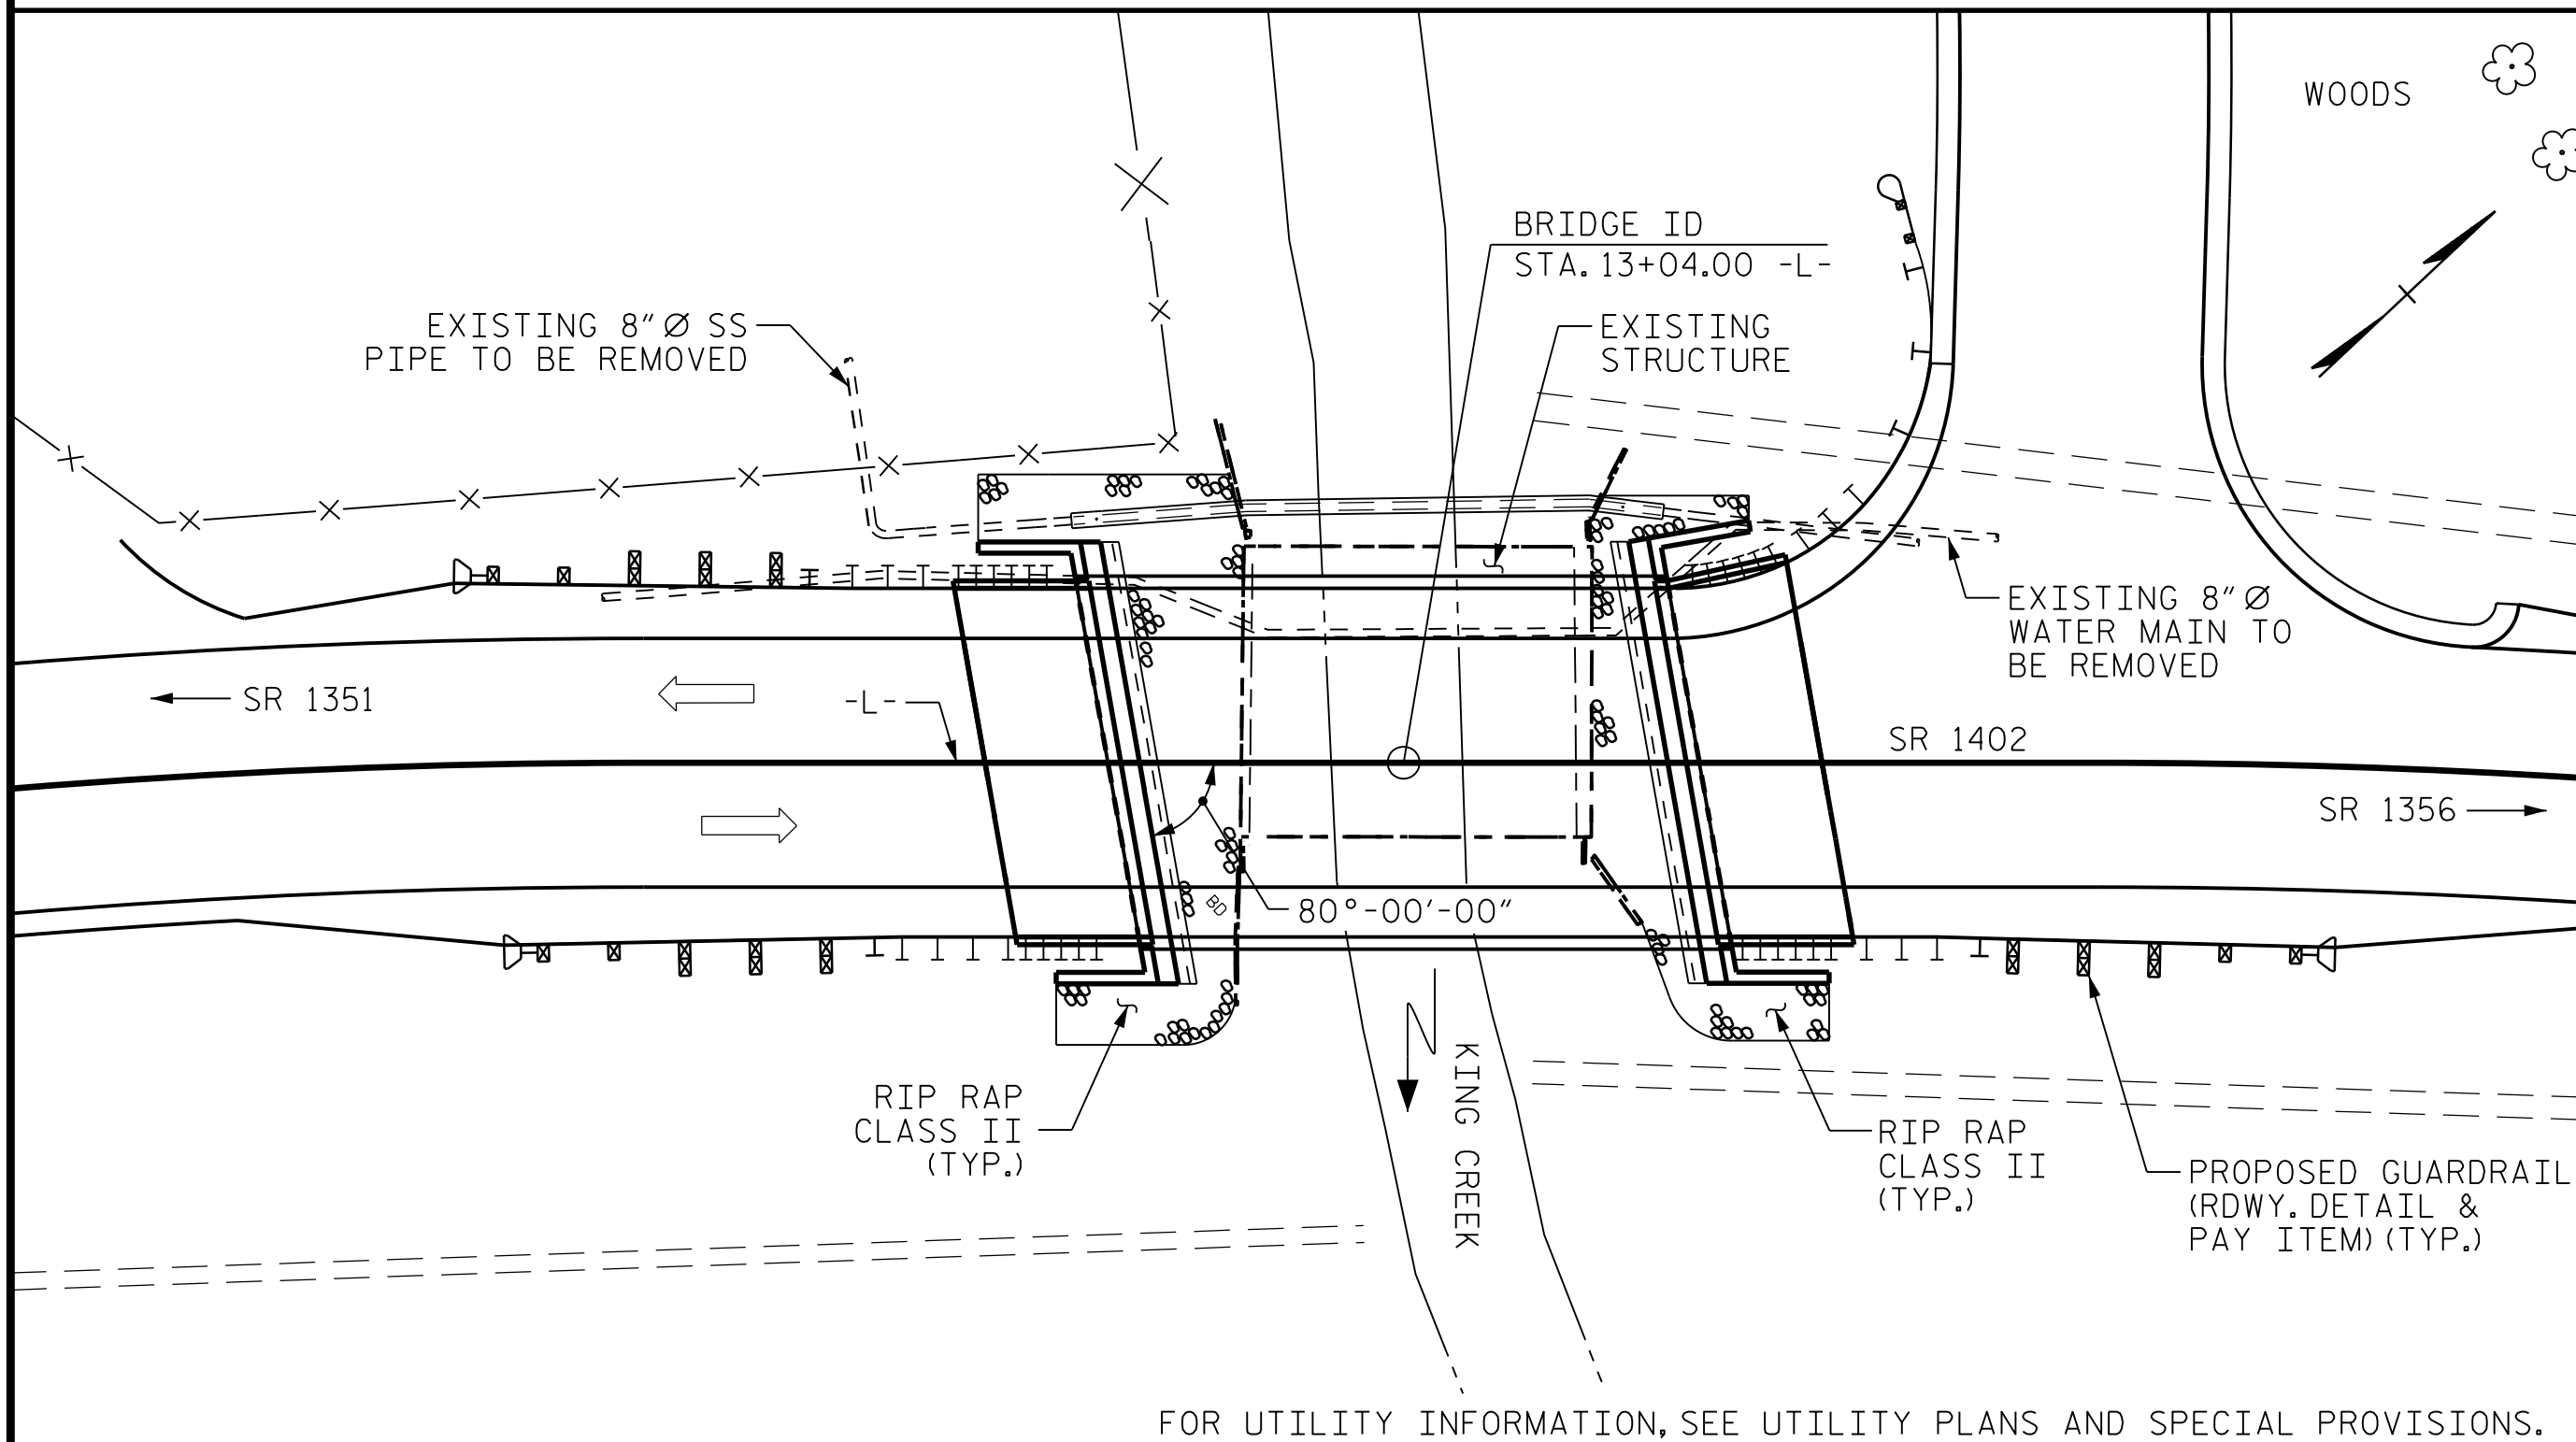 WOODS
BRIDGE ID
STA. 13+04.00 -L-
EXISTING 8"Ø SS
PIPE TO BE REMOVED
EXISTING
STRUCTURE
EXISTING 8"Ø
WATER MAIN TO
BE REMOVED
SR 1351
-L-
SR 1402
SR 1356
BD
80°-00'-00"
KING CREEK
RIP RAP
CLASS II
(TYP.)
RIP RAP
CLASS II
(TYP.)
PROPOSED GUARDRAIL
(RDWY. DETAIL &
PAY ITEM) (TYP.)
FOR UTILITY INFORMATION, SEE UTILITY PLANS AND SPECIAL PROVISIONS.